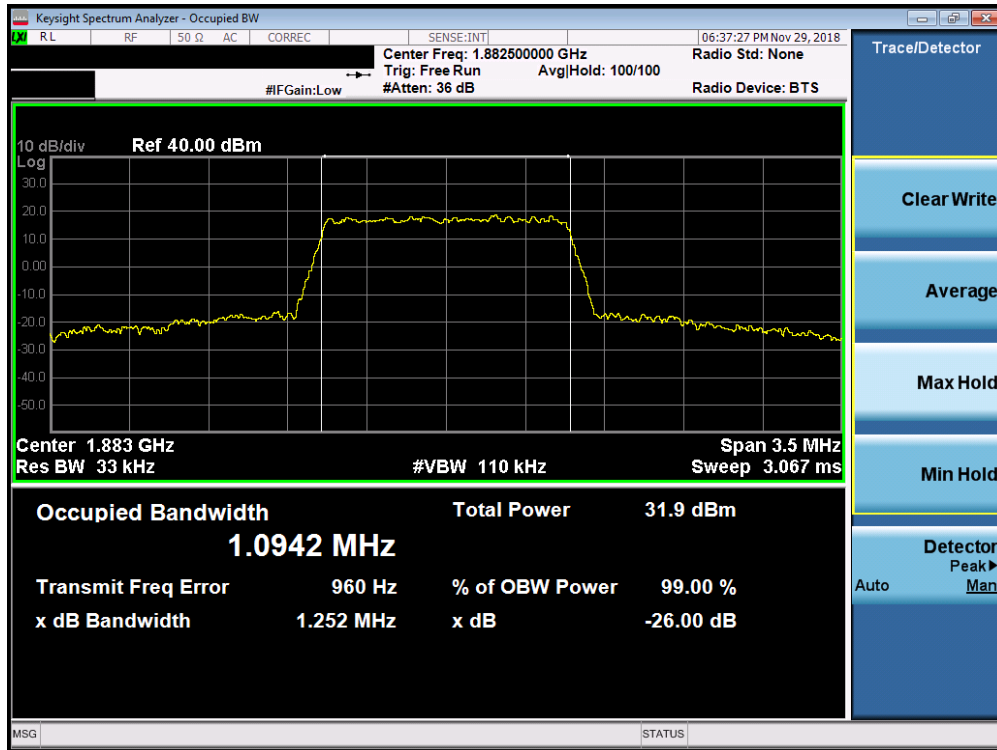 Keysight Spectrum Analyzer - Occupied BW
LXI RL RF 50 Ω AC CORREC SENSE:INT 06:37:27 PM Nov 29, 2018
Center Freq: 1.882500000 GHz Radio Std: None
Trig: Free Run Avg|Hold: 100/100
#IFGain:Low #Atten: 36 dB Radio Device: BTS
Trace/Detector
10 dB/div Ref 40.00 dBm
Log
30.0
20.0
10.0
0.00
-10.0
-20.0
-30.0
-40.0
-50.0
Center 1.883 GHz Span 3.5 MHz
Res BW 33 kHz #VBW 110 kHz Sweep 3.067 ms
Occupied Bandwidth Total Power 31.9 dBm
1.0942 MHz
Transmit Freq Error 960 Hz % of OBW Power 99.00 %
x dB Bandwidth 1.252 MHz x dB -26.00 dB
Clear Write
Average
Max Hold
Min Hold
Detector
Peak▶
Auto Man
MSG STATUS